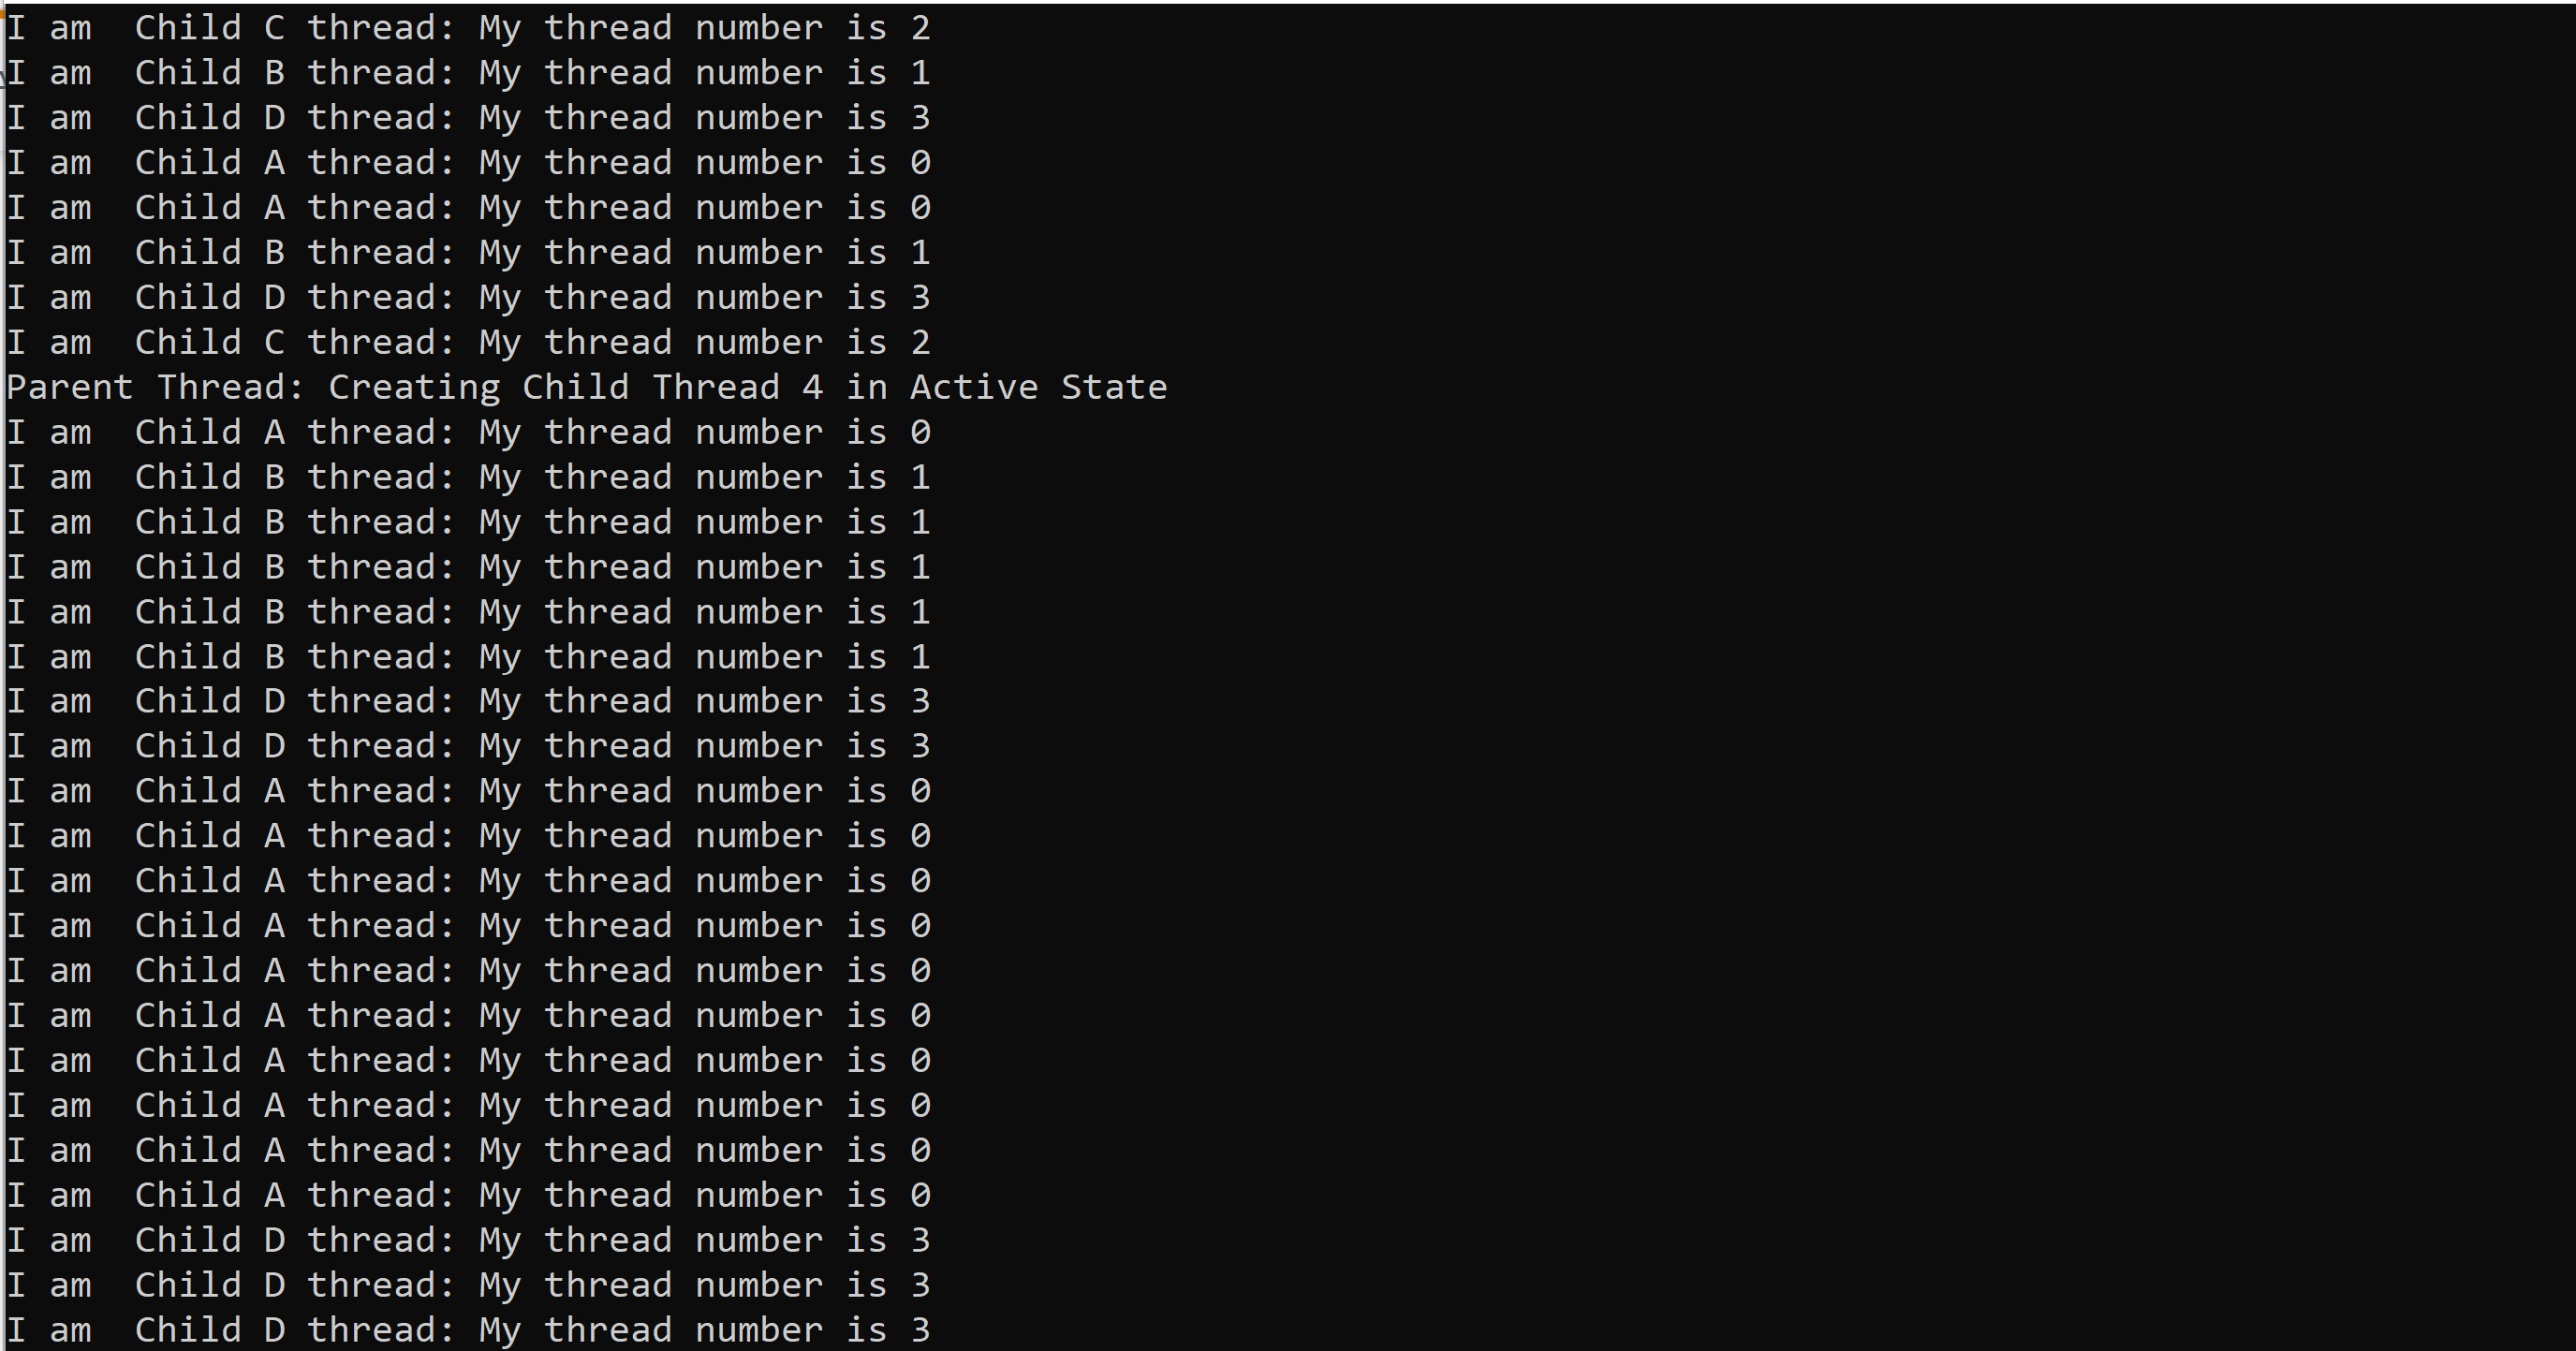 I am  Child C thread: My thread number is 2
I am  Child B thread: My thread number is 1
I am  Child D thread: My thread number is 3
I am  Child A thread: My thread number is 0
I am  Child A thread: My thread number is 0
I am  Child B thread: My thread number is 1
I am  Child D thread: My thread number is 3
I am  Child C thread: My thread number is 2
Parent Thread: Creating Child Thread 4 in Active State
I am  Child A thread: My thread number is 0
I am  Child B thread: My thread number is 1
I am  Child B thread: My thread number is 1
I am  Child B thread: My thread number is 1
I am  Child B thread: My thread number is 1
I am  Child B thread: My thread number is 1
I am  Child D thread: My thread number is 3
I am  Child D thread: My thread number is 3
I am  Child A thread: My thread number is 0
I am  Child A thread: My thread number is 0
I am  Child A thread: My thread number is 0
I am  Child A thread: My thread number is 0
I am  Child A thread: My thread number is 0
I am  Child A thread: My thread number is 0
I am  Child A thread: My thread number is 0
I am  Child A thread: My thread number is 0
I am  Child A thread: My thread number is 0
I am  Child A thread: My thread number is 0
I am  Child D thread: My thread number is 3
I am  Child D thread: My thread number is 3
I am  Child D thread: My thread number is 3